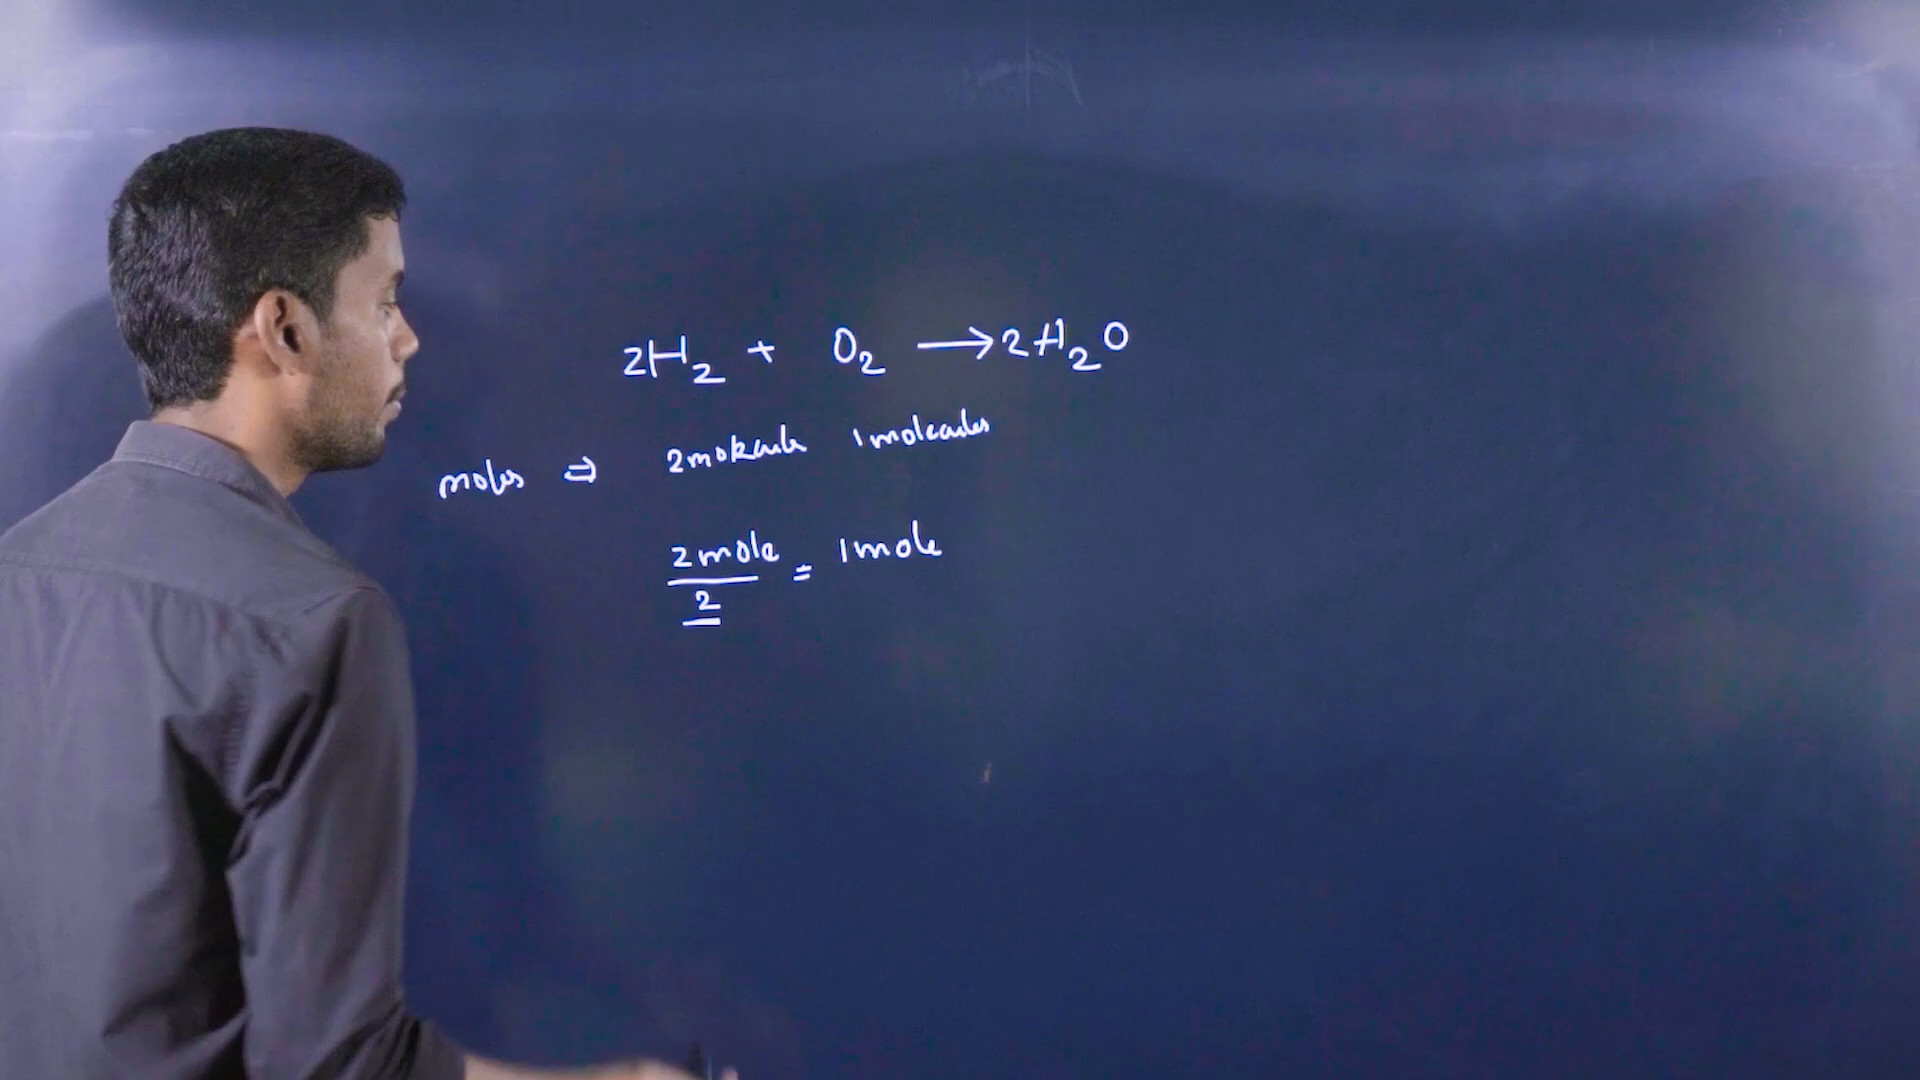 2H₂ + O₂ → 2H₂O
moles ⇒ 2 molecule 1 molecules
2 mole = 1 mole
2